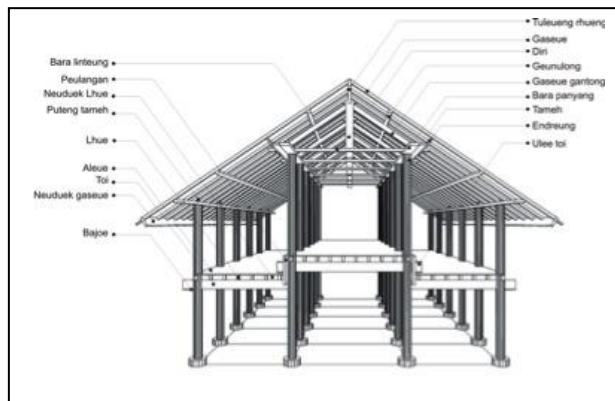 Bara linteung
Peulangan
Neuduek Lhue
Puteng tameh
Lhue
Aleue
Toi
Neuduek gaseue
Bajoe
Tuleueng rhueng
Gaseue
Diri
Geunulong
Gaseue gantong
Bara panyang
Tameh
Endreung
Ulee toi